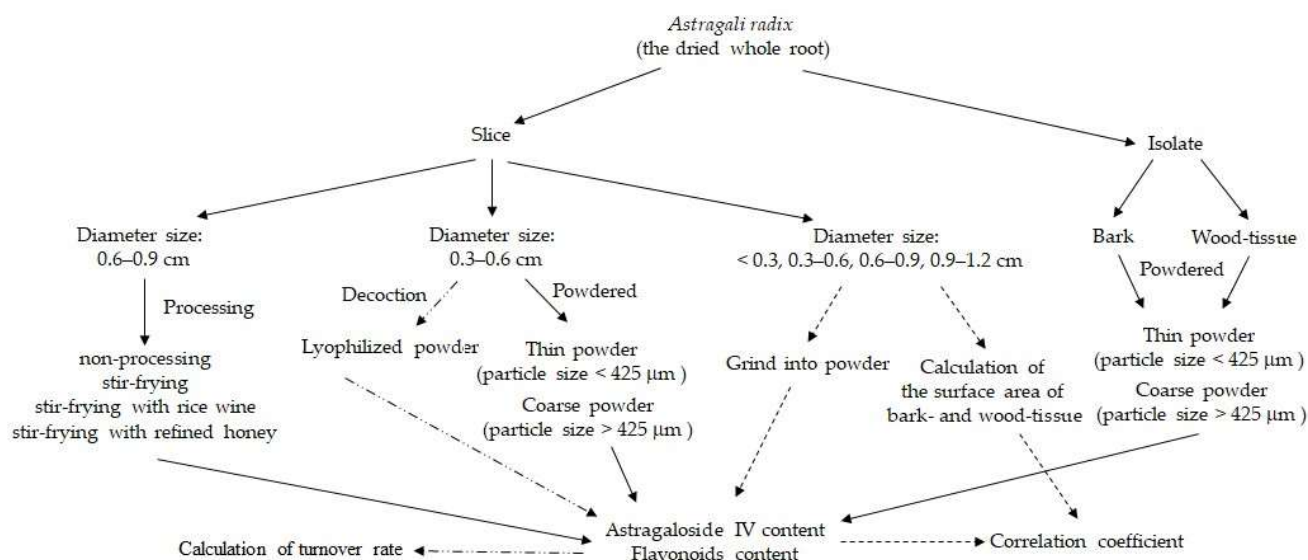 Astragali radix
(the dried whole root)
Slice
Isolate
Diameter size:
0.6–0.9 cm
Diameter size:
0.3–0.6 cm
Diameter size:
< 0.3, 0.3–0.6, 0.6–0.9, 0.9–1.2 cm
Bark
Wood-tissue
Processing
Decoction
Powdered
Powdered
non-processing
stir-frying
stir-frying with rice wine
stir-frying with refined honey
Lyophilized powder
Thin powder
(particle size < 425 μm )
Coarse powder
(particle size > 425 μm )
Grind into powder
Calculation of
the surface area of
bark- and wood-tissue
Thin powder
(particle size < 425 μm )
Coarse powder
(particle size > 425 μm )
Astragaloside IV content
Flavonoids content
Calculation of turnover rate
Correlation coefficient